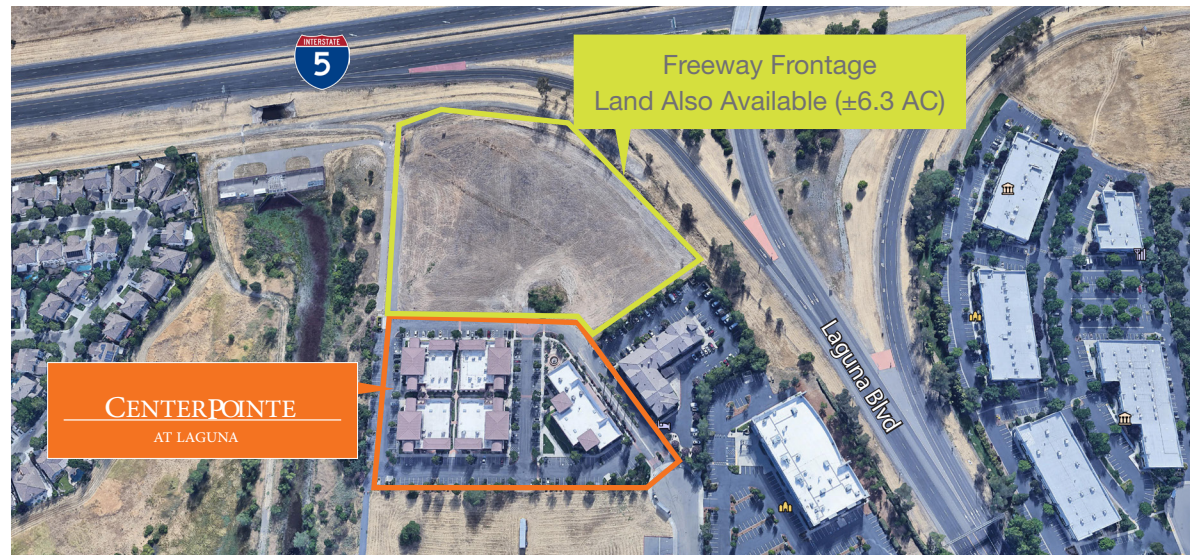 INTERSTATE
5
Freeway Frontage
Land Also Available (±6.3 AC)
Laguna Blvd
CENTERPOINTE
AT LAGUNA